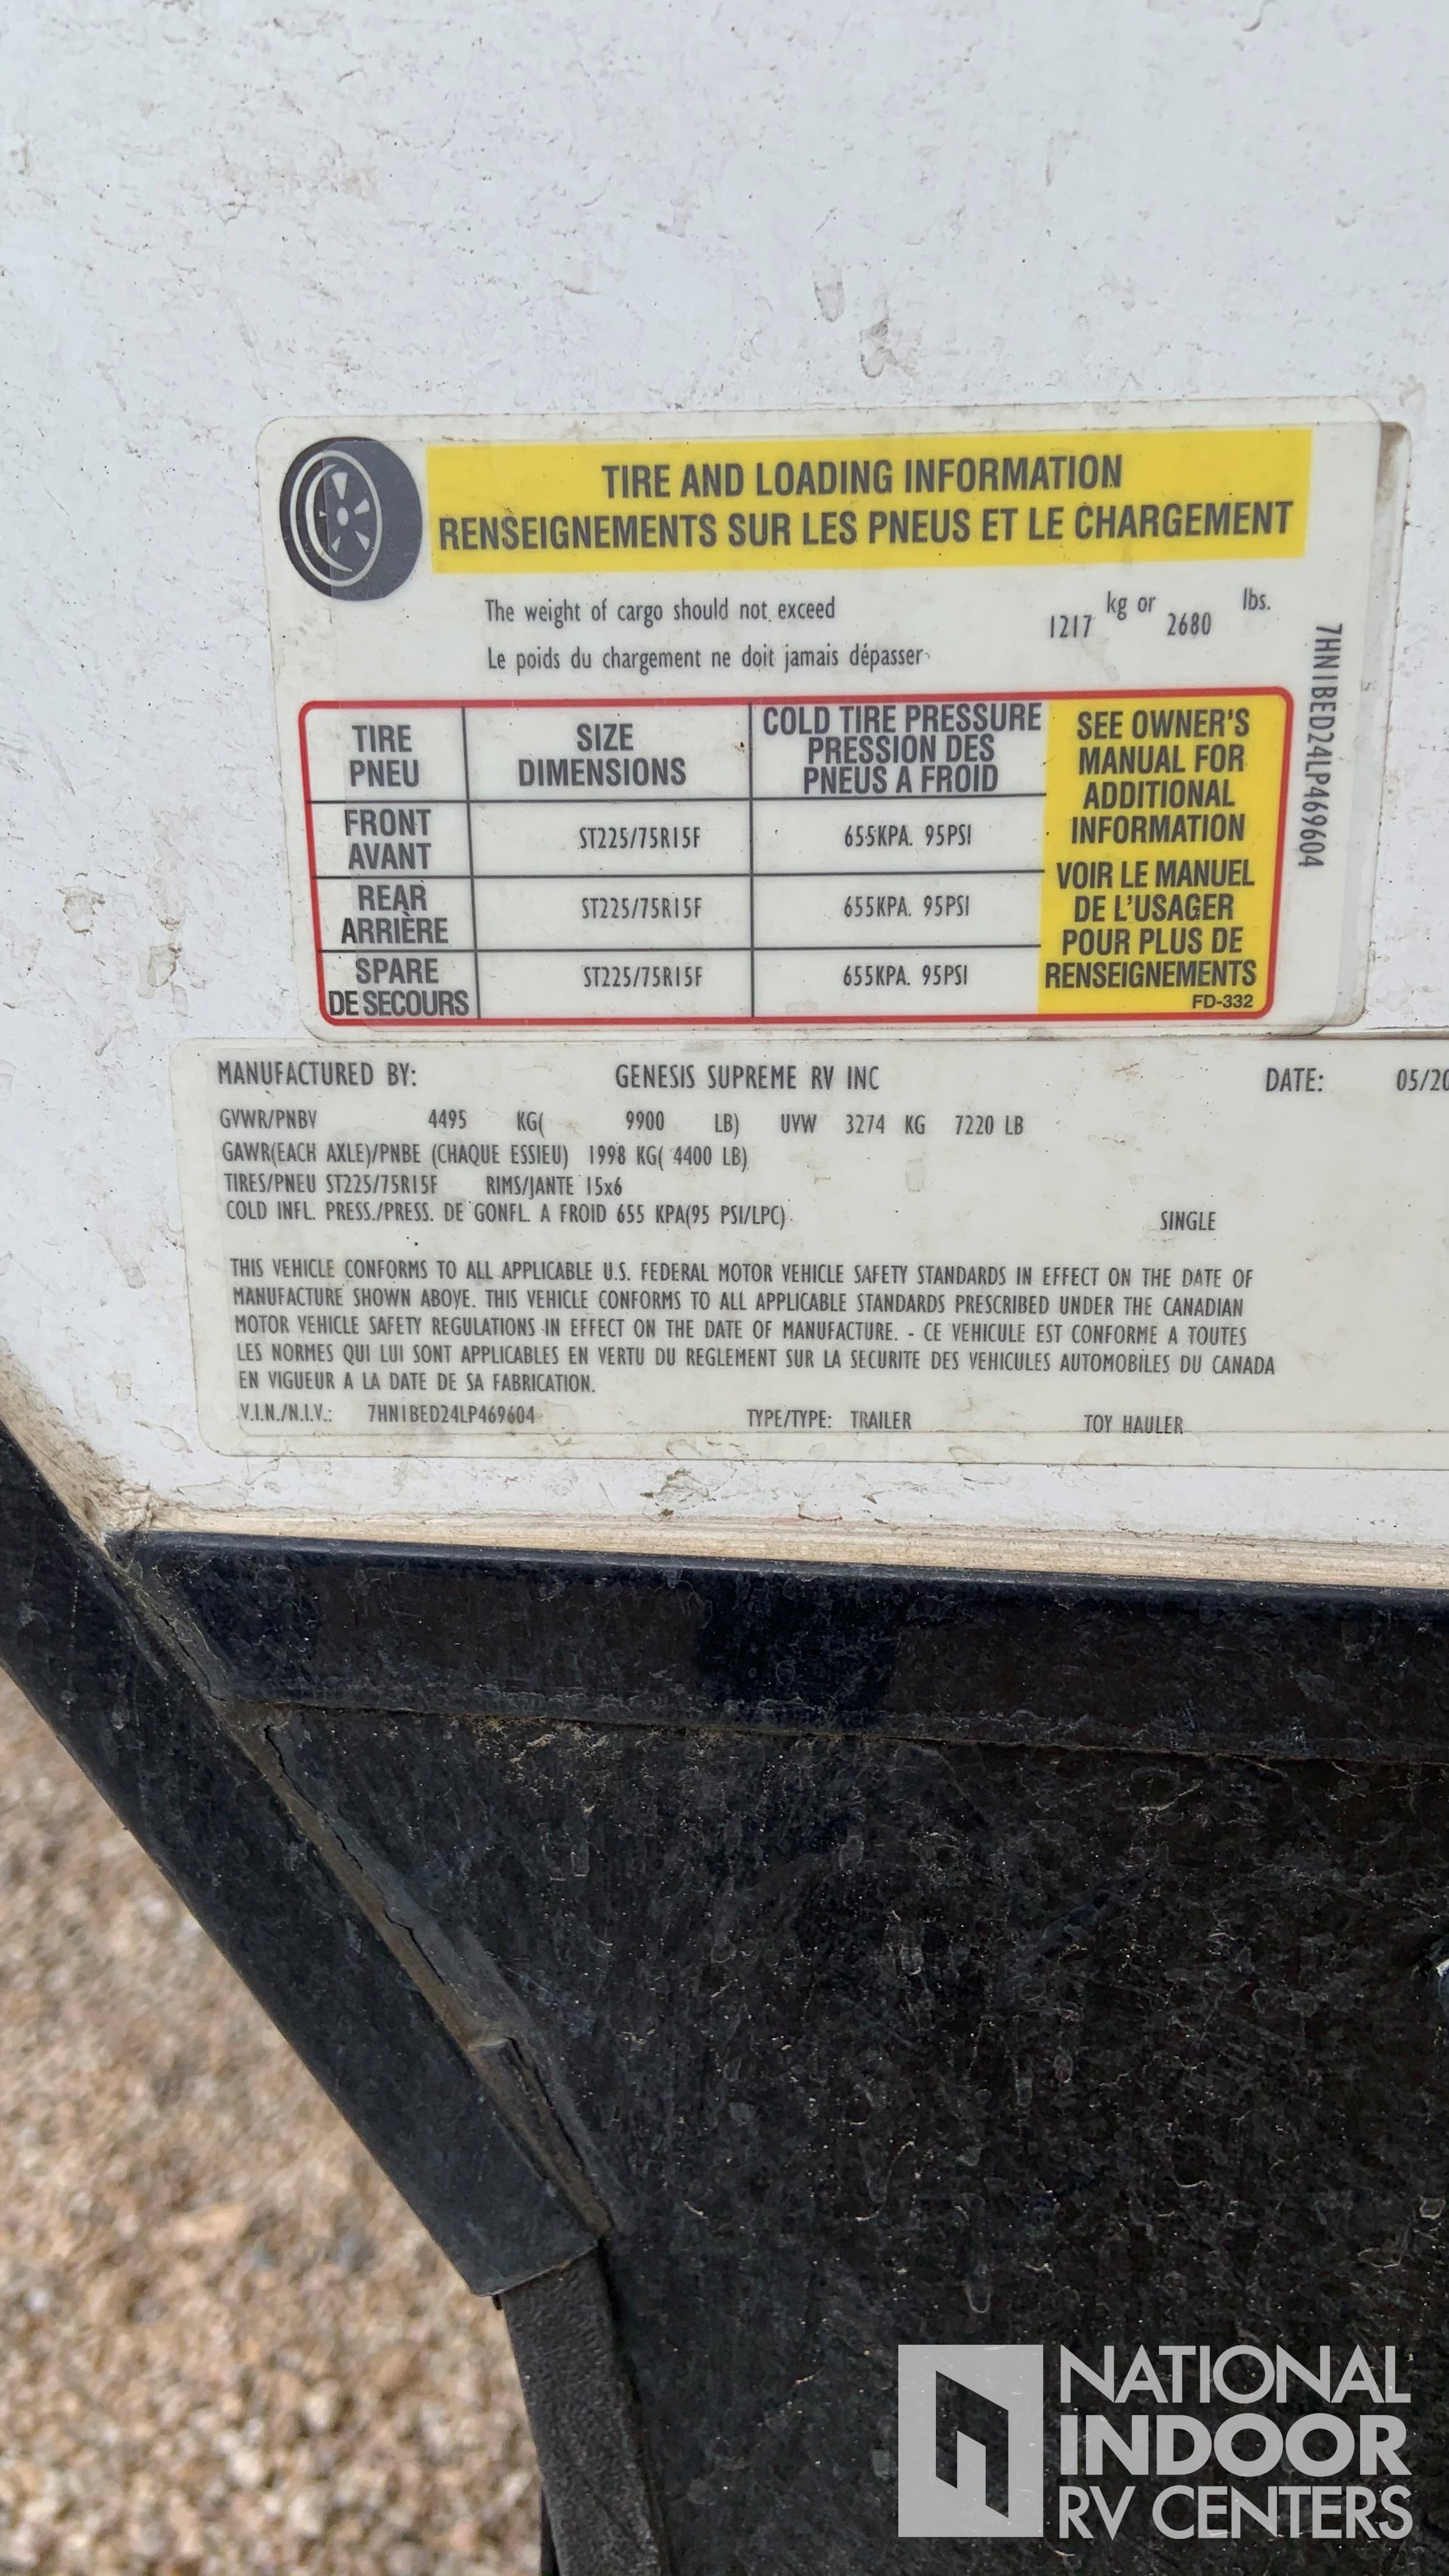 TIRE AND LOADING INFORMATION
RENSEIGNEMENTS SUR LES PNEUS ET LE CHARGEMENT
The weight of cargo should not exceed 1217 kg or 2680 lbs.
Le poids du chargement ne doit jamais dépasser
7HN1BED24LP469604
TIRE SIZE COLD TIRE PRESSURE
PNEU DIMENSIONS PRESSION DES
PNEUS A FROID
FRONT
AVANT ST225/75R15F 655KPA. 95PSI
REAR
ARRIÈRE ST225/75R15F 655KPA. 95PSI
SPARE
DE SECOURS ST225/75R15F 655KPA. 95PSI
SEE OWNER'S
MANUAL FOR
ADDITIONAL
INFORMATION
VOIR LE MANUEL
DE L'USAGER
POUR PLUS DE
RENSEIGNEMENTS
FD-332
MANUFACTURED BY: GENESIS SUPREME RV INC DATE: 05/20
GVWR/PNBV 4495 KG( 9900 LB) UVW 3274 KG 7220 LB
GAWR(EACH AXLE)/PNBE (CHAQUE ESSIEU) 1998 KG( 4400 LB)
TIRES/PNEU ST225/75R15F RIMS/JANTE 15x6
COLD INFL. PRESS./PRESS. DE GONFL. A FROID 655 KPA(95 PSI/LPC) SINGLE
THIS VEHICLE CONFORMS TO ALL APPLICABLE U.S. FEDERAL MOTOR VEHICLE SAFETY STANDARDS IN EFFECT ON THE DATE OF
MANUFACTURE SHOWN ABOVE. THIS VEHICLE CONFORMS TO ALL APPLICABLE STANDARDS PRESCRIBED UNDER THE CANADIAN
MOTOR VEHICLE SAFETY REGULATIONS IN EFFECT ON THE DATE OF MANUFACTURE. - CE VEHICULE EST CONFORME A TOUTES
LES NORMES QUI LUI SONT APPLICABLES EN VERTU DU REGLEMENT SUR LA SECURITE DES VEHICULES AUTOMOBILES DU CANADA
EN VIGUEUR A LA DATE DE SA FABRICATION.
V.I.N./N.I.V.: 7HN1BED24LP469604 TYPE/TYPE: TRAILER TOY HAULER
NATIONAL
INDOOR
RV CENTERS